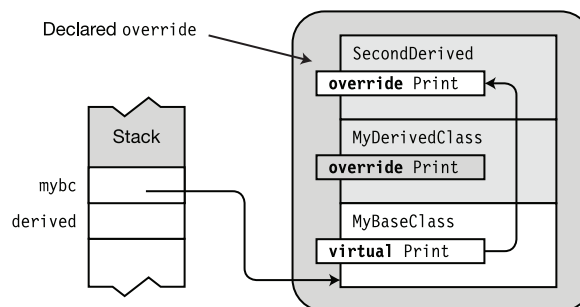 Declared override
SecondDerived
override Print
Stack
MyDerivedClass
override Print
mybc
derived
MyBaseClass
virtual Print